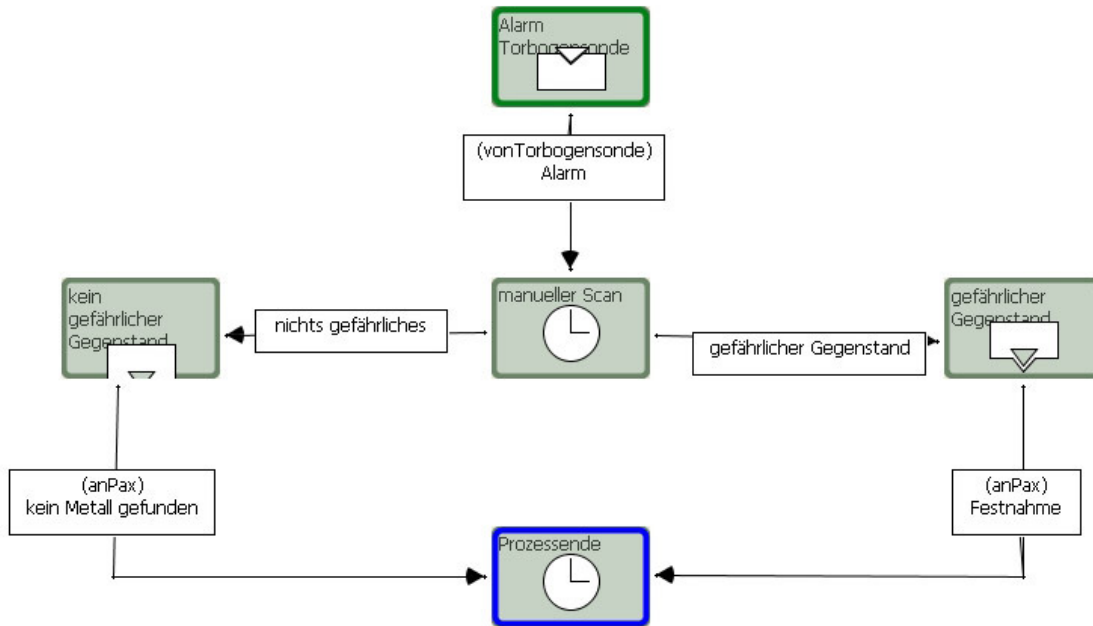 Alarm
Torbogensonde
(vonTorbogensonde)
Alarm
kein
gefährlicher
Gegenstand
nichts gefährliches
manueller Scan
gefährlicher Gegenstand
gefährlicher
Gegenstand
(anPax)
kein Metall gefunden
(anPax)
Festnahme
Prozessende